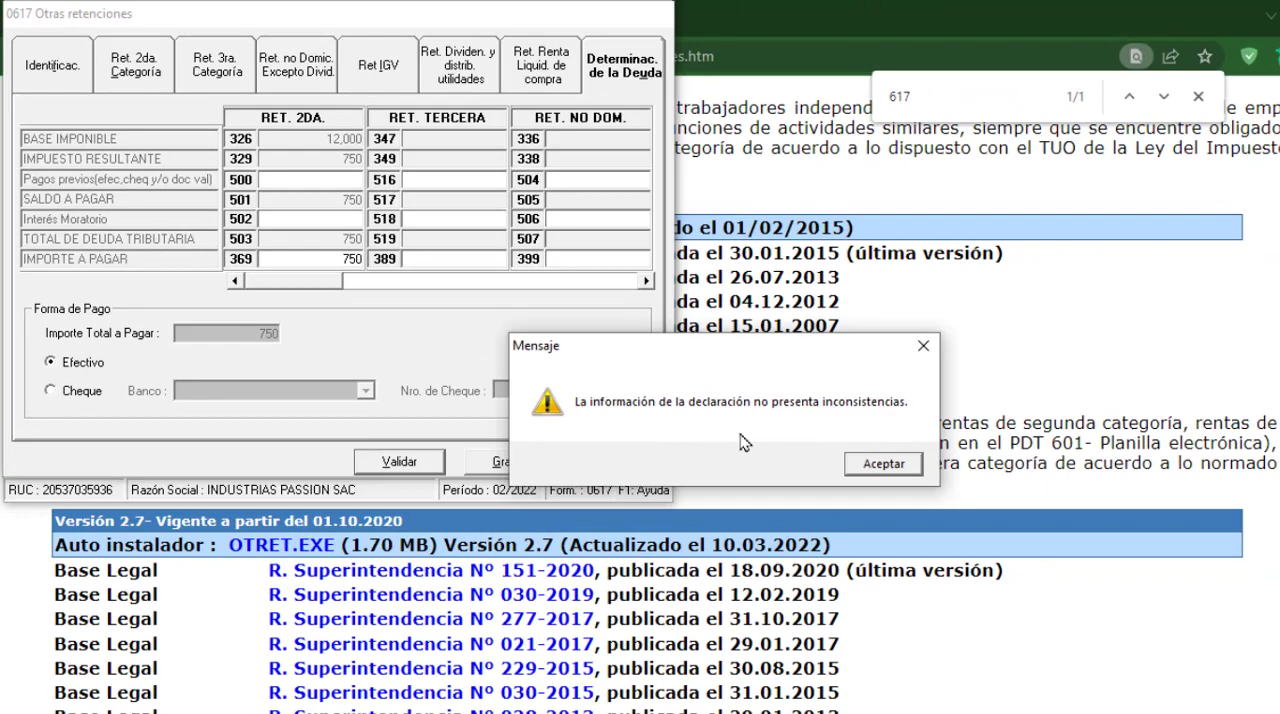 0617 Otras retenciones
Identificac.
Ret. 2da. Categoría
Ret. 3ra. Categoría
Ret. no Domic. Excepto Divid.
Ret IGV
Ret. Dividen. y distrib. utilidades
Ret. Renta Liquid. de compra
Determinac. de la Deuda
RET. 2DA. RET. TERCERA RET. NO DOM.
BASE IMPONIBLE 326 12,000 347 336
IMPUESTO RESULTANTE 329 750 349 338
Pagos previos(efec,cheq y/o doc val) 500 516 504
SALDO A PAGAR 501 750 517 505
Interés Moratorio 502 518 506
TOTAL DE DEUDA TRIBUTARIA 503 750 519 507
IMPORTE A PAGAR 369 750 389 399
Forma de Pago
Importe Total a Pagar : 750
Efectivo
Cheque Banco : Nro. de Cheque :
Validar
Gra
RUC : 20537035936 Razón Social : INDUSTRIAS PASSION SAC Período : 02/2022 Form. : 0617 F1: Ayuda
Mensaje
La información de la declaración no presenta inconsistencias.
Aceptar
es.htm
617 1/1
trabajadores independ
e emp
nciones de actividades similares, siempre que se encuentre obligado
tegoría de acuerdo a lo dispuesto con el TUO de la Ley del Impuest
do el 01/02/2015)
da el 30.01.2015 (última versión)
da el 26.07.2013
da el 04.12.2012
da el 15.01.2007
entas de segunda categoría, rentas de
n en el PDT 601- Planilla electrónica),
era categoría de acuerdo a lo normado
Versión 2.7- Vigente a partir del 01.10.2020
Auto instalador : OTRET.EXE (1.70 MB) Versión 2.7 (Actualizado el 10.03.2022)
Base Legal R. Superintendencia Nº 151-2020, publicada el 18.09.2020 (última versión)
Base Legal R. Superintendencia Nº 030-2019, publicada el 12.02.2019
Base Legal R. Superintendencia Nº 277-2017, publicada el 31.10.2017
Base Legal R. Superintendencia Nº 021-2017, publicada el 29.01.2017
Base Legal R. Superintendencia Nº 229-2015, publicada el 30.08.2015
Base Legal R. Superintendencia Nº 030-2015, publicada el 31.01.2015